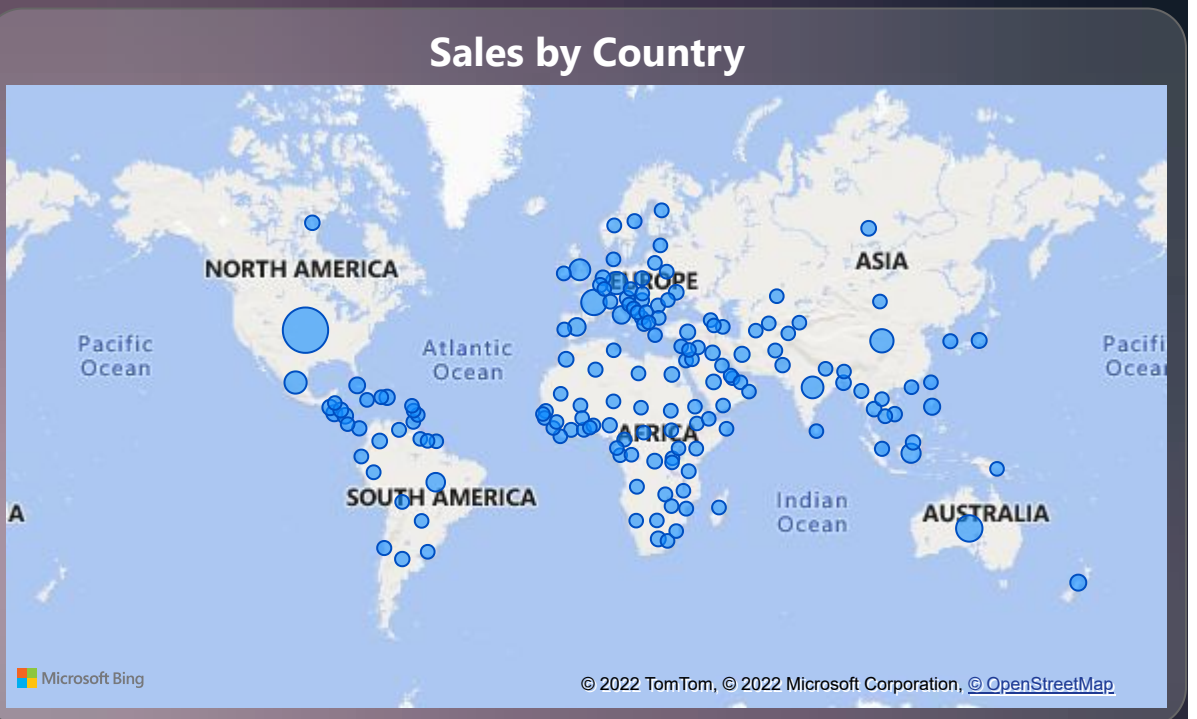 Sales by Country
NORTH AMERICA
EUROPE
ASIA
Pacific
Ocean
Atlantic
Ocean
Pacifi
Ocean
AFRICA
SOUTH AMERICA
Indian
Ocean
AUSTRALIA
A
Microsoft Bing
© 2022 TomTom, © 2022 Microsoft Corporation, © OpenStreetMap